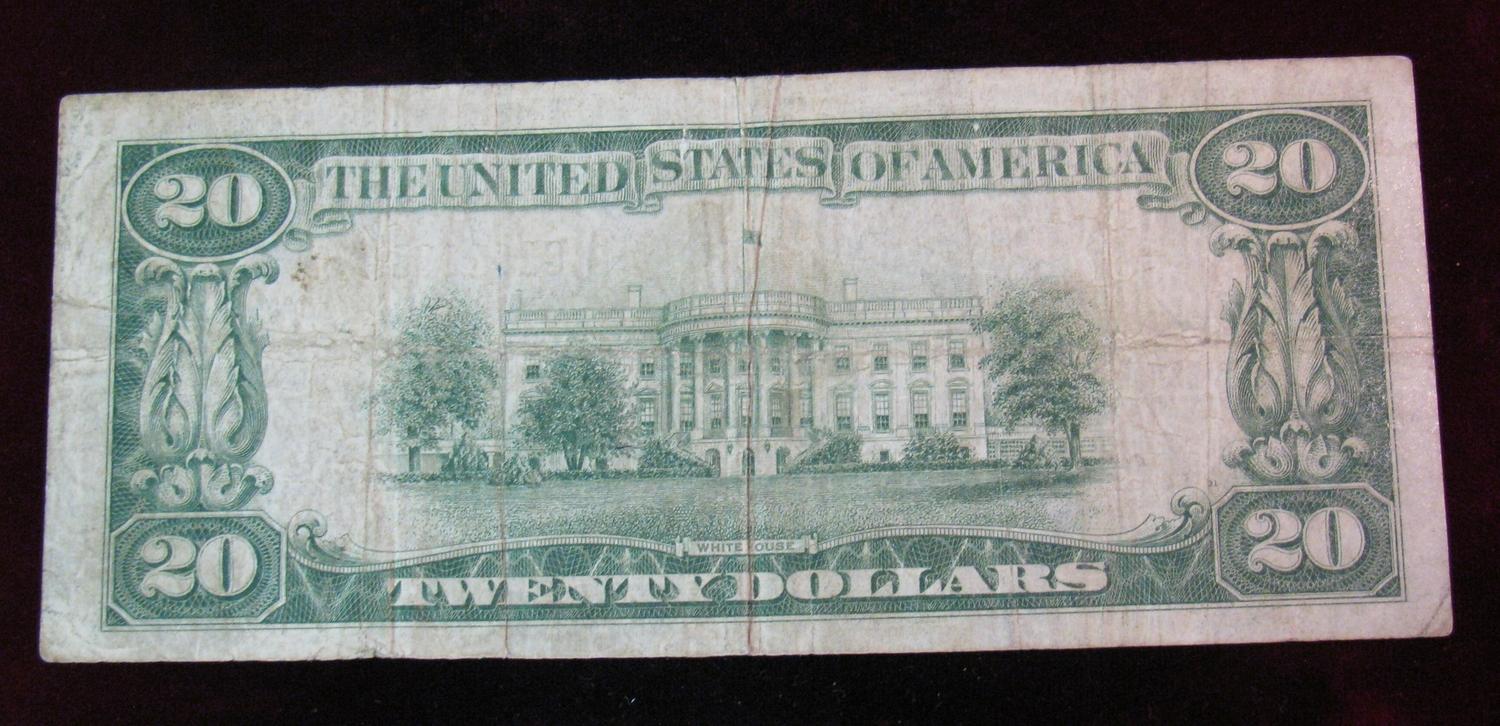 20 THE UNITED STATES OF AMERICA 20
WHITE HOUSE
20 TWENTY DOLLARS 20